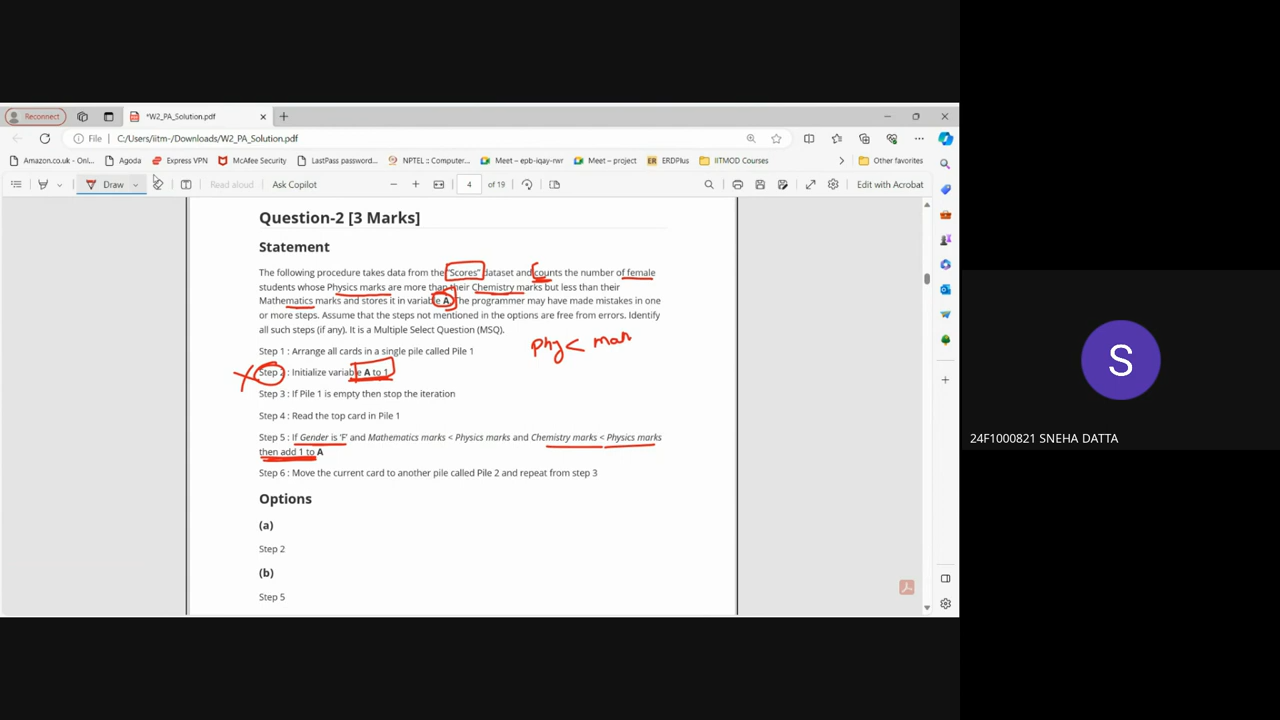 Reconnect
*W2_PA_Solution.pdf
File
C:/Users/iitm-/Downloads/W2_PA_Solution.pdf
Amazon.co.uk - Onl...
Agoda
Express VPN
McAfee Security
LastPass password...
NPTEL :: Computer...
Meet – epb-iqay-rwr
Meet – project
ERDPlus
IITMOD Courses
Other favorites
Draw
Read aloud
Ask Copilot
4 of 19
Edit with Acrobat
Question-2 [3 Marks]
Statement
The following procedure takes data from the "Scores" dataset and counts the number of female
students whose Physics marks are more than their Chemistry marks but less than their
Mathematics marks and stores it in variable A. The programmer may have made mistakes in one
or more steps. Assume that the steps not mentioned in the options are free from errors. Identify
all such steps (if any). It is a Multiple Select Question (MSQ).
phy < mar
Step 1 : Arrange all cards in a single pile called Pile 1
Step 2 : Initialize variable A to 1
Step 3 : If Pile 1 is empty then stop the iteration
Step 4 : Read the top card in Pile 1
Step 5 : If Gender is 'F' and Mathematics marks < Physics marks and Chemistry marks < Physics marks
then add 1 to A
Step 6 : Move the current card to another pile called Pile 2 and repeat from step 3
Options
(a)
Step 2
(b)
Step 5
S
24F1000821 SNEHA DATTA